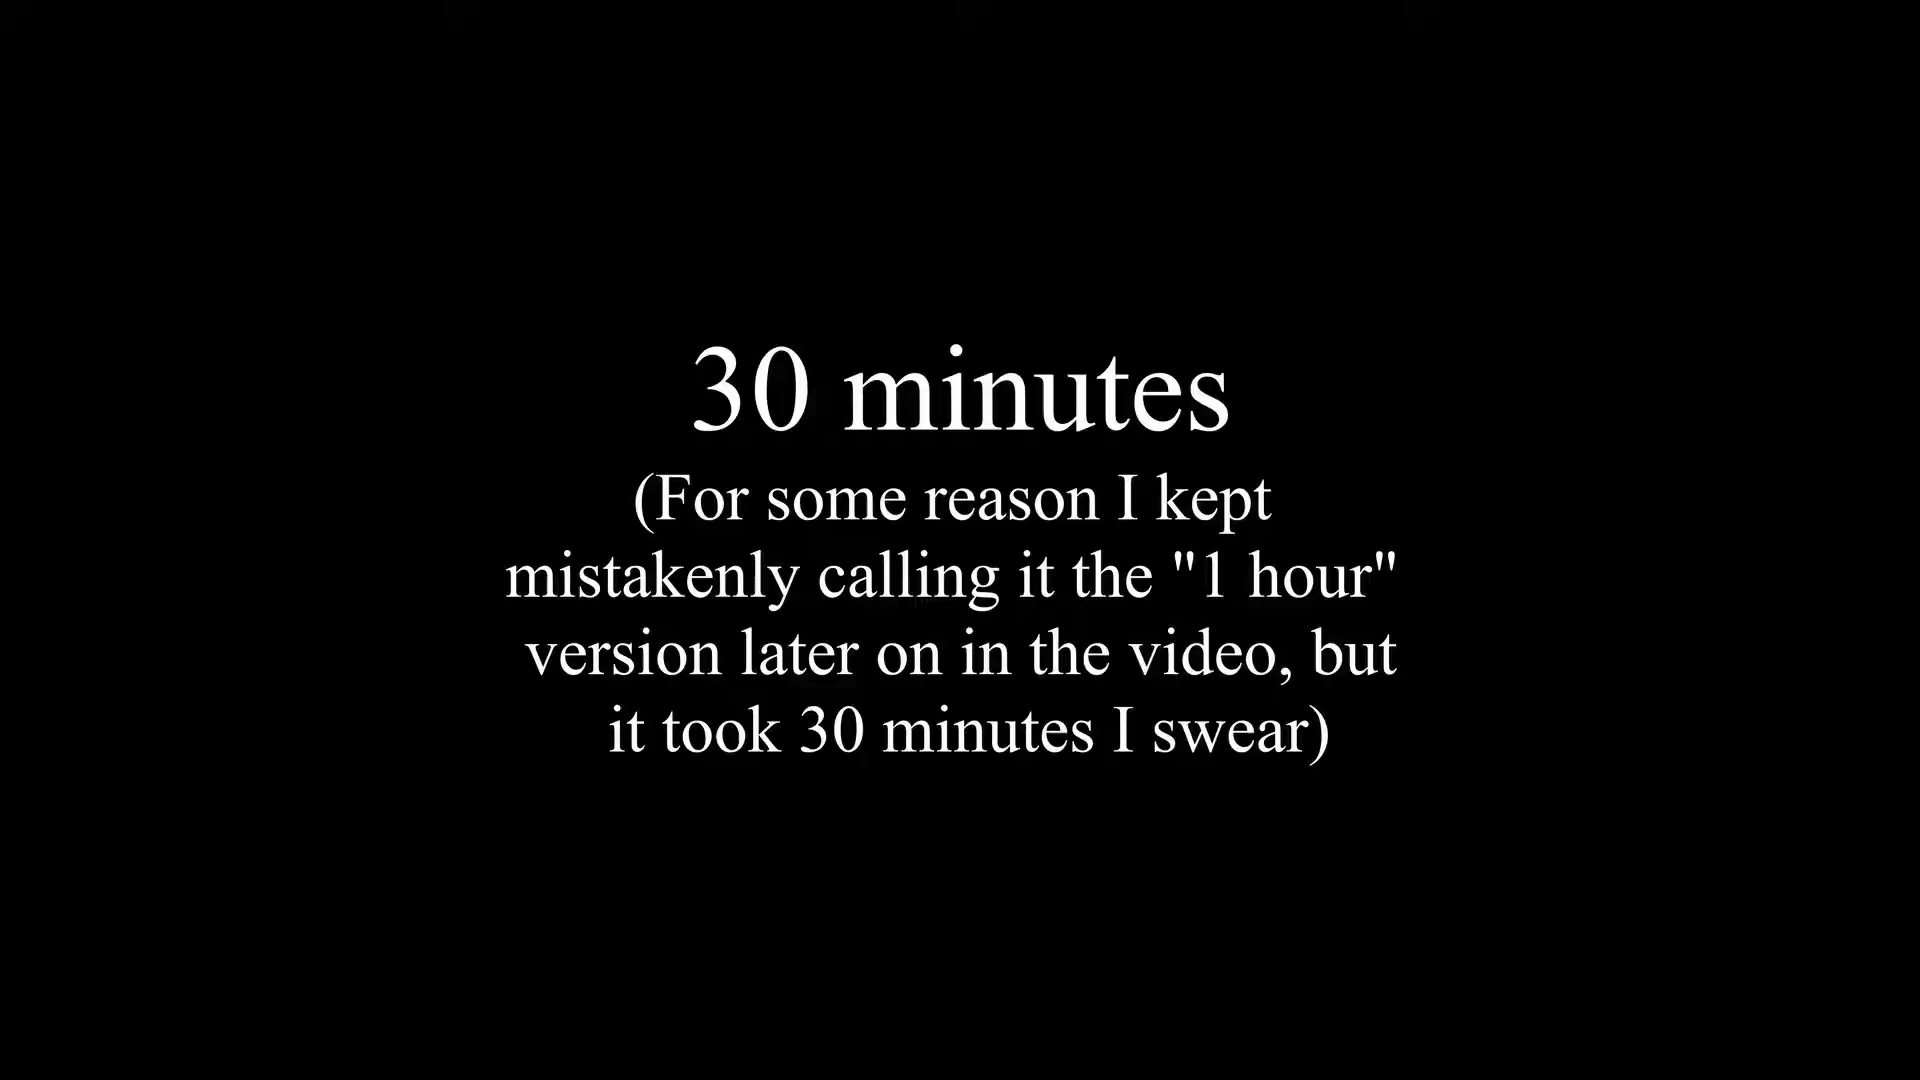 30 minutes
(For some reason I kept
mistakenly calling it the "1 hour"
version later on in the video, but
it took 30 minutes I swear)